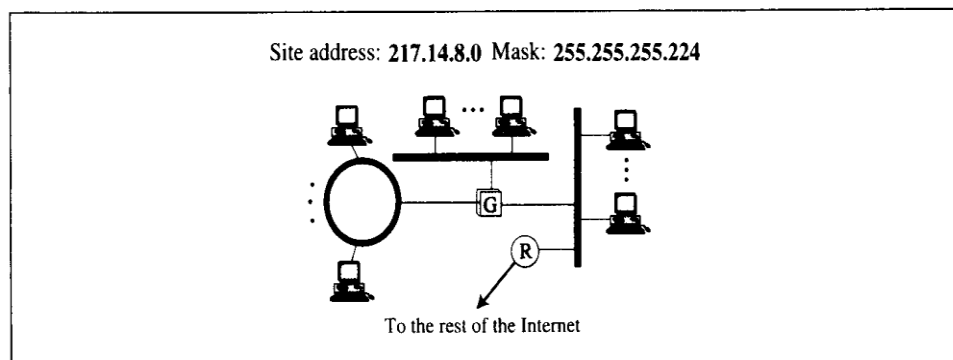 Site address: 217.14.8.0 Mask: 255.255.255.224
G
R
To the rest of the Internet